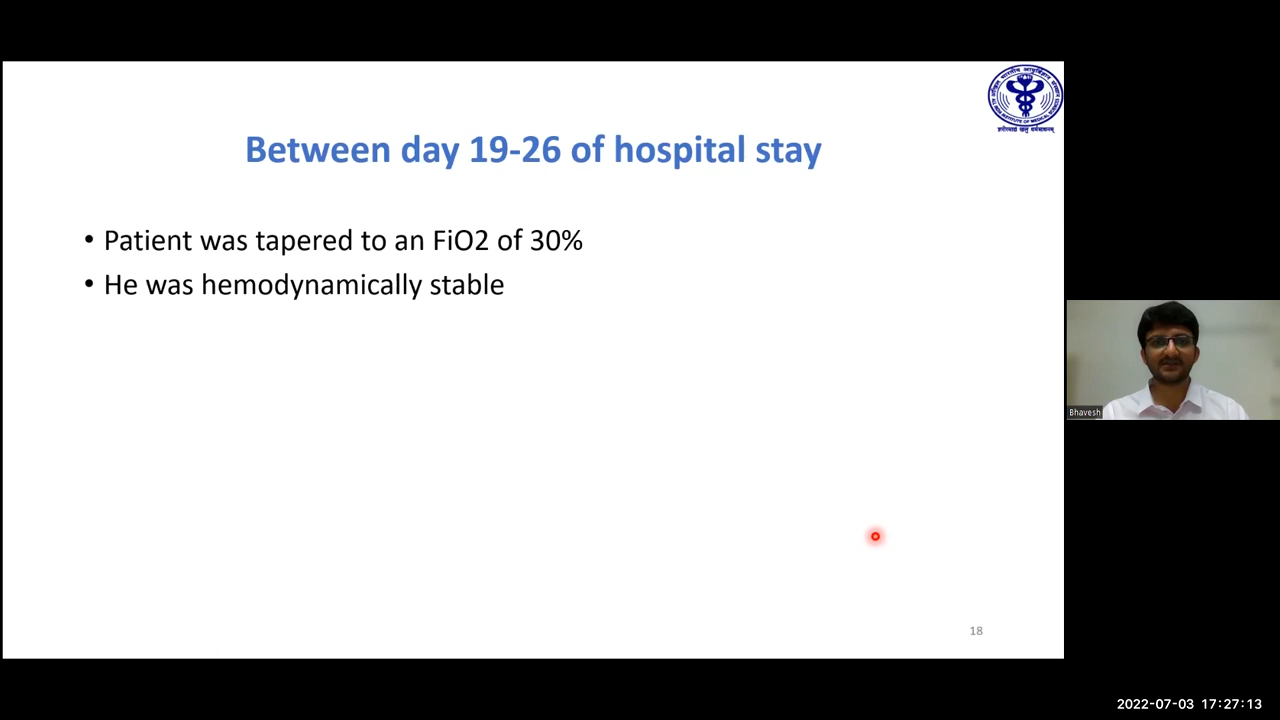 Between day 19-26 of hospital stay
• Patient was tapered to an FiO2 of 30%
• He was hemodynamically stable
Bhavesh
18
2022-07-03 17:27:13